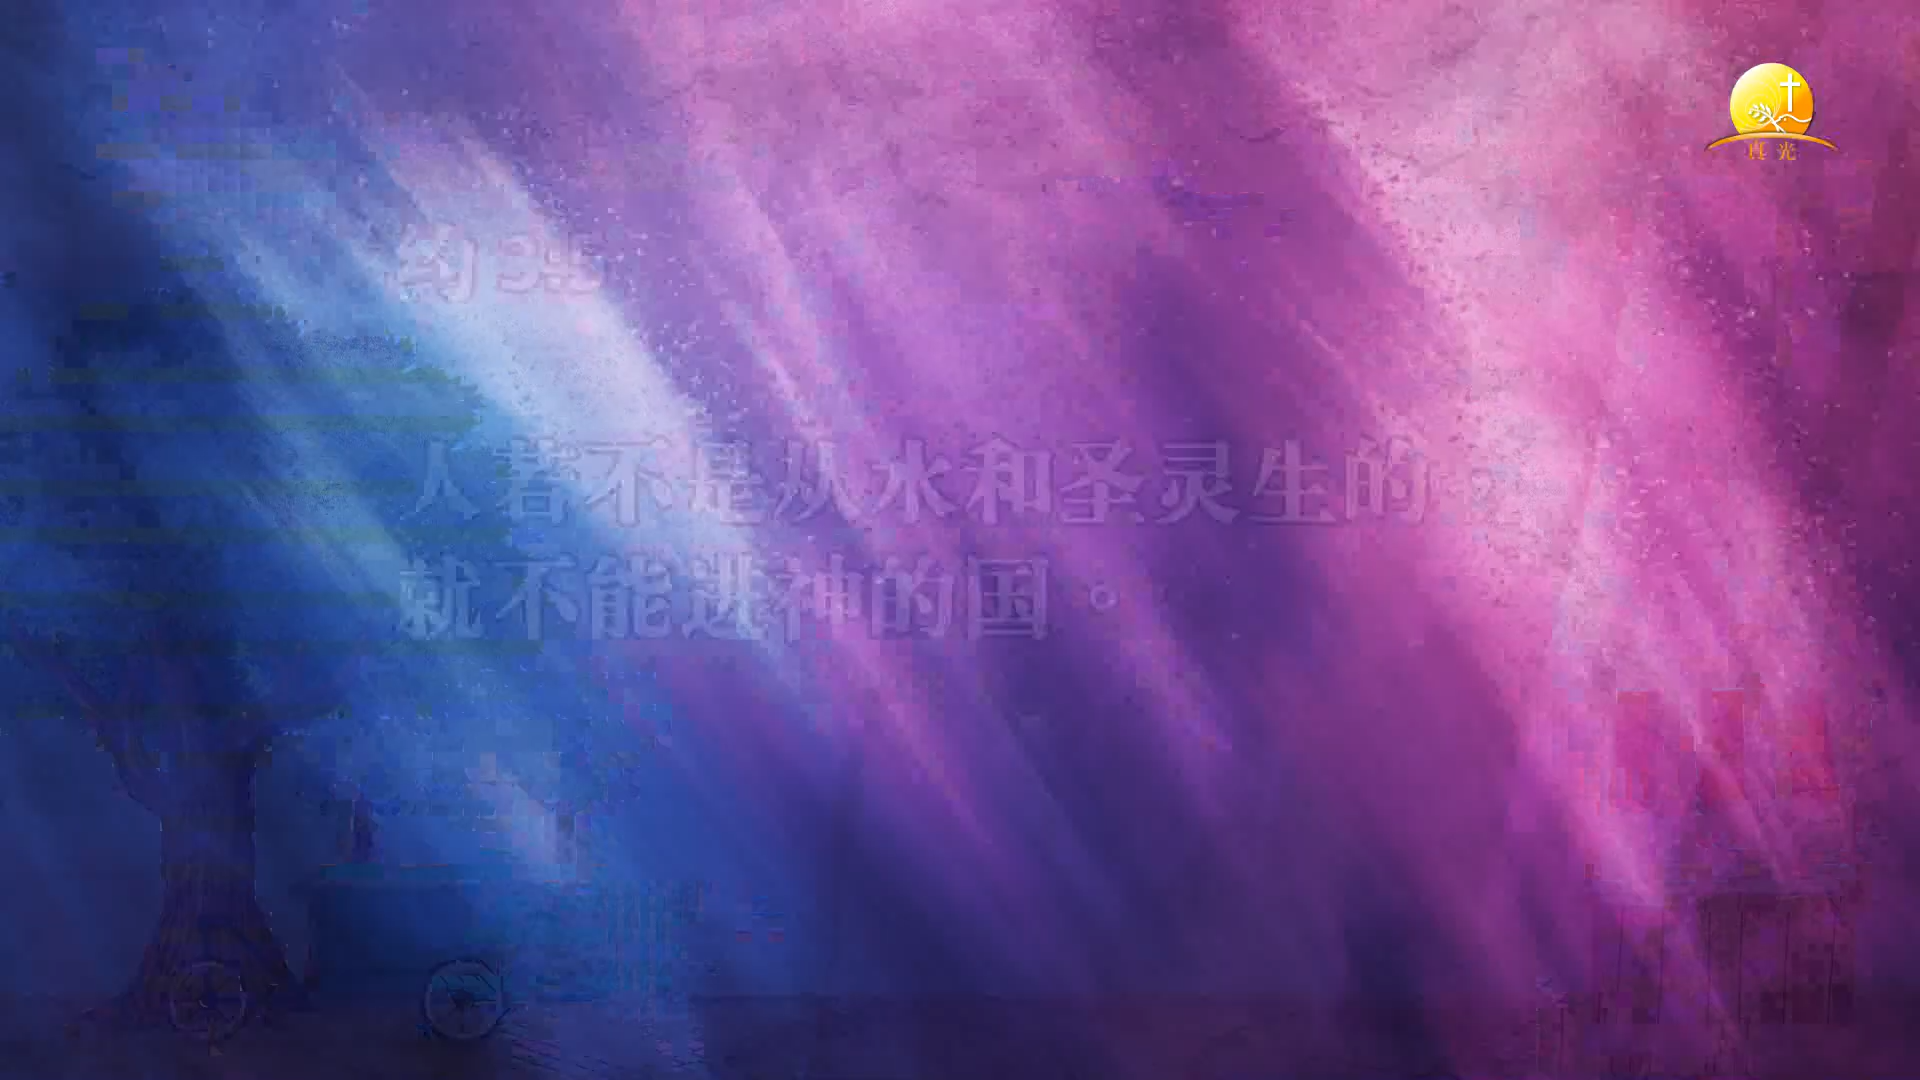 真光
约 3:5
人若不是从水和圣灵生的，
就不能进神的国。